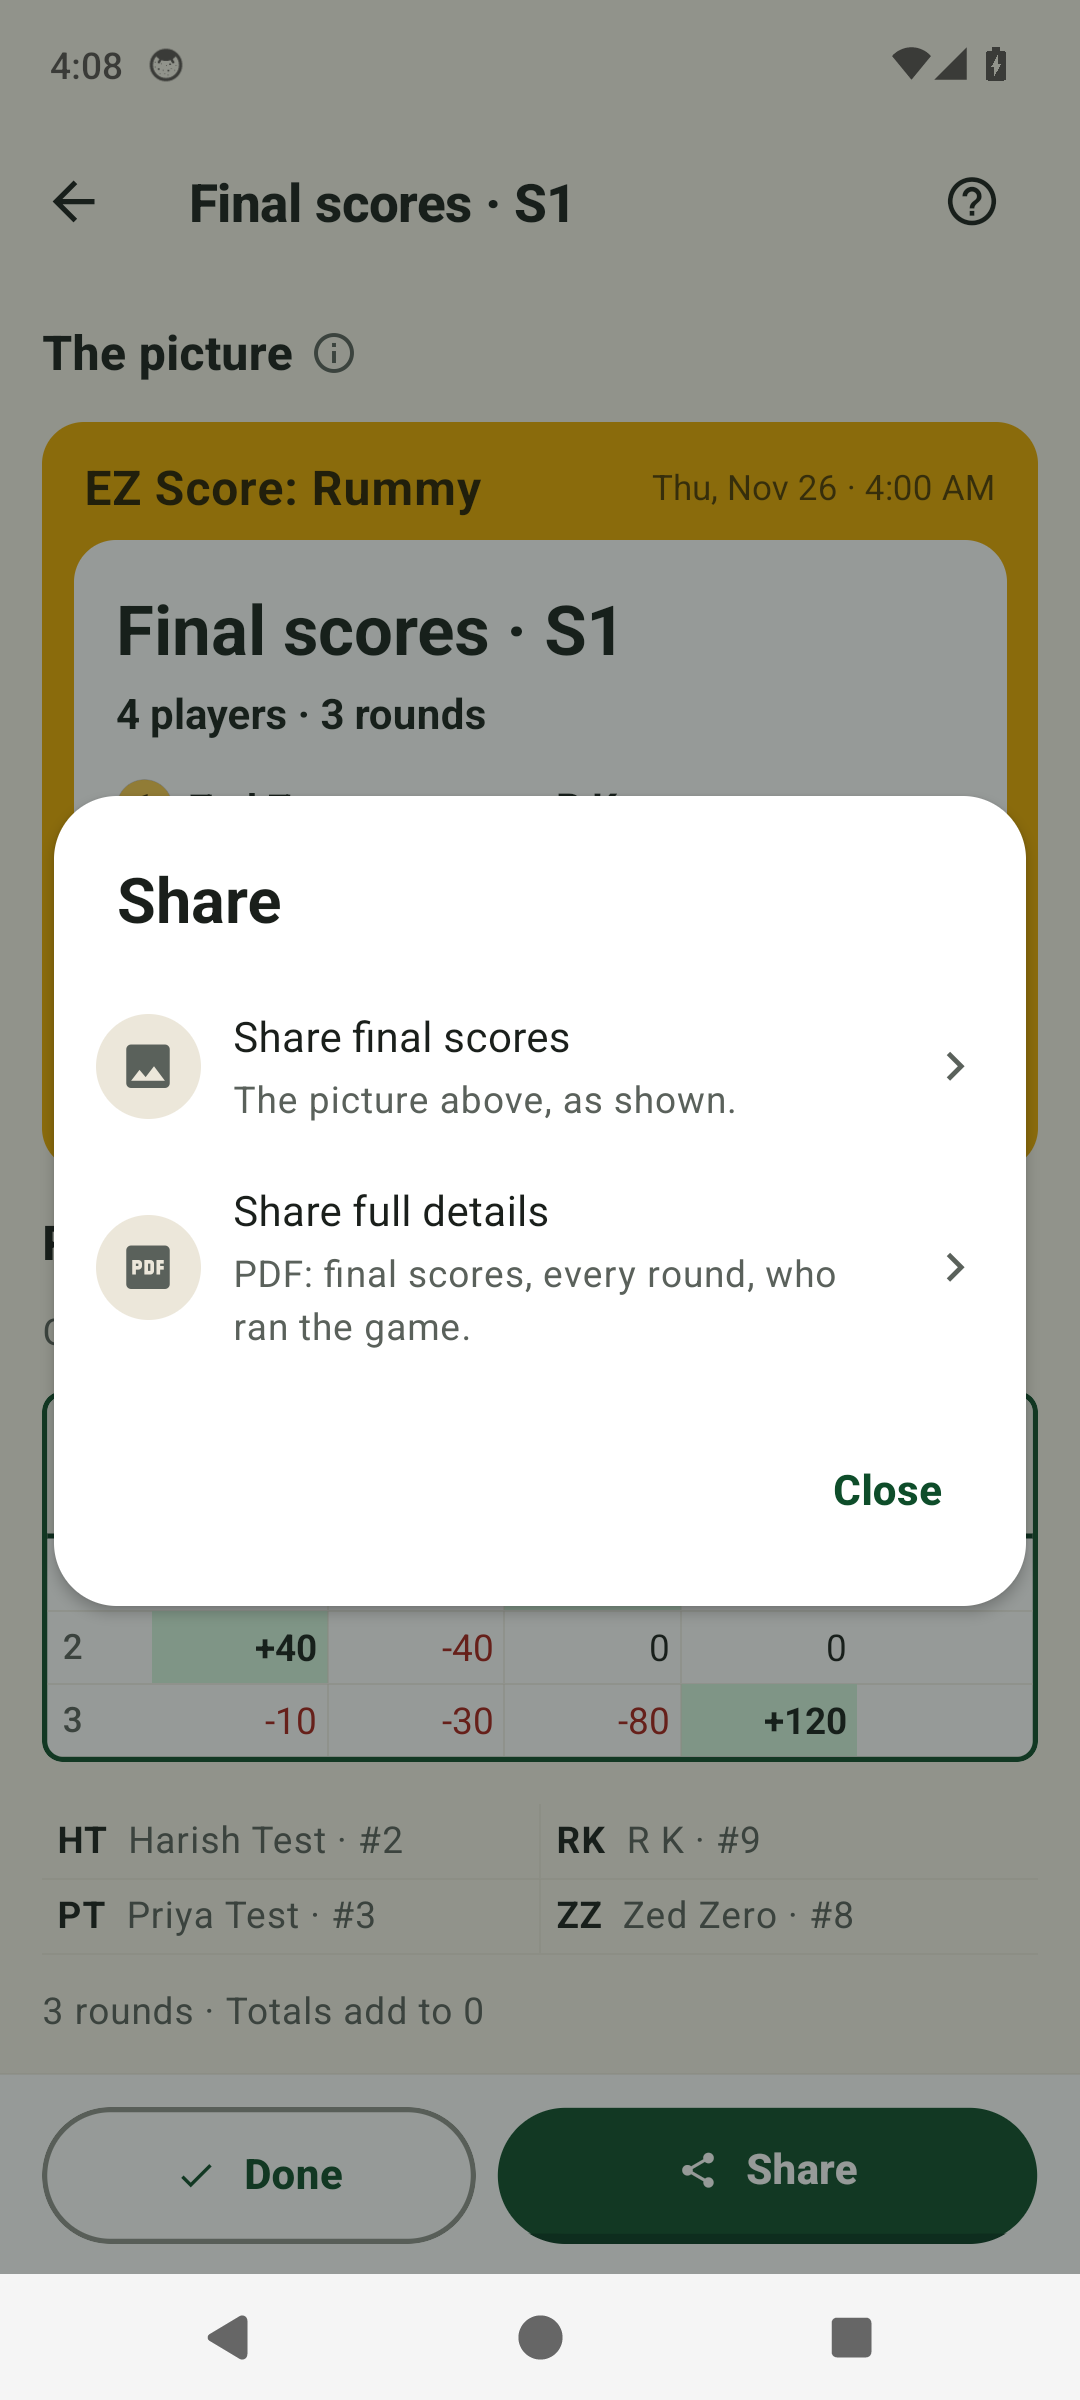 4:08
Final scores · S1
The picture
EZ Score: Rummy
Thu, Nov 26 · 4:00 AM
Final scores · S1
4 players · 3 rounds
Share
Share final scores
The picture above, as shown.
Share full details
PDF
PDF: final scores, every round, who
ran the game.
Close
2 +40 -40 0 0
3 -10 -30 -80 +120
HT Harish Test · #2
RK R K · #9
PT Priya Test · #3
ZZ Zed Zero · #8
3 rounds · Totals add to 0
Done
Share